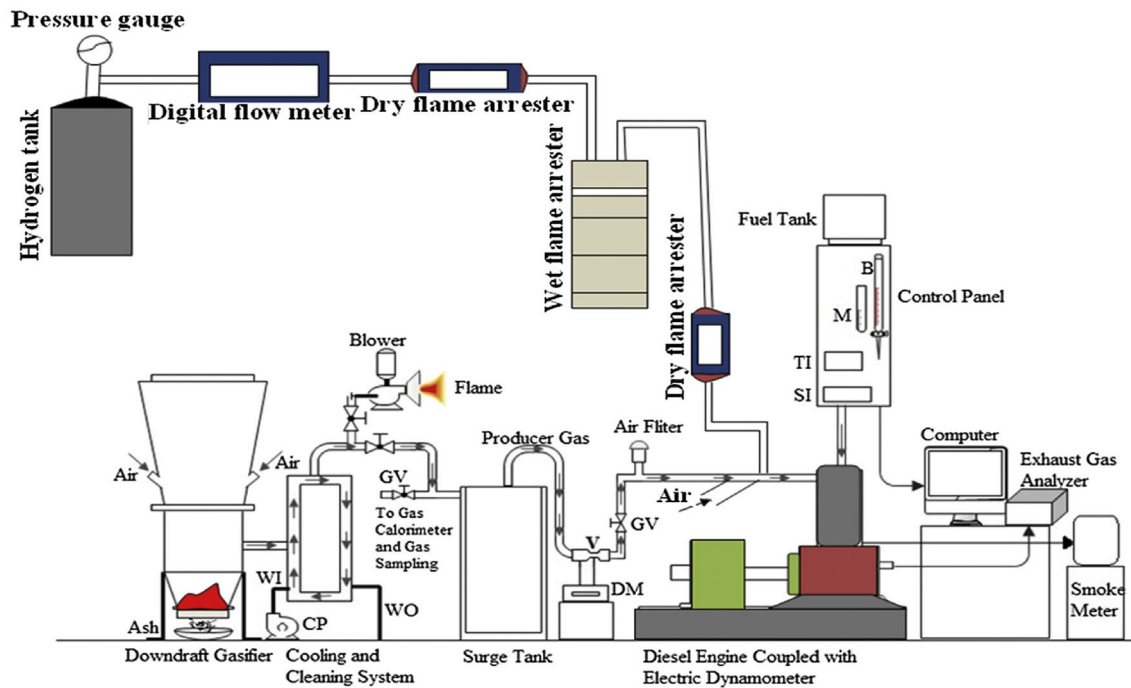 Pressure gauge
Hydrogen tank
Digital flow meter
Dry flame arrester
Wet flame arrester
Dry flame arrester
Fuel Tank
B
M
Control Panel
TI
SI
Blower
Flame
Air
Air
GV
To Gas
Calorimeter
and Gas
Sampling
Producer Gas
Air Fliter
Air
GV
V
DM
Computer
Exhaust Gas
Analyzer
Smoke
Meter
WI
WO
CP
Ash
Downdraft Gasifier
Cooling and
Cleaning System
Surge Tank
Diesel Engine Coupled with
Electric Dynamometer